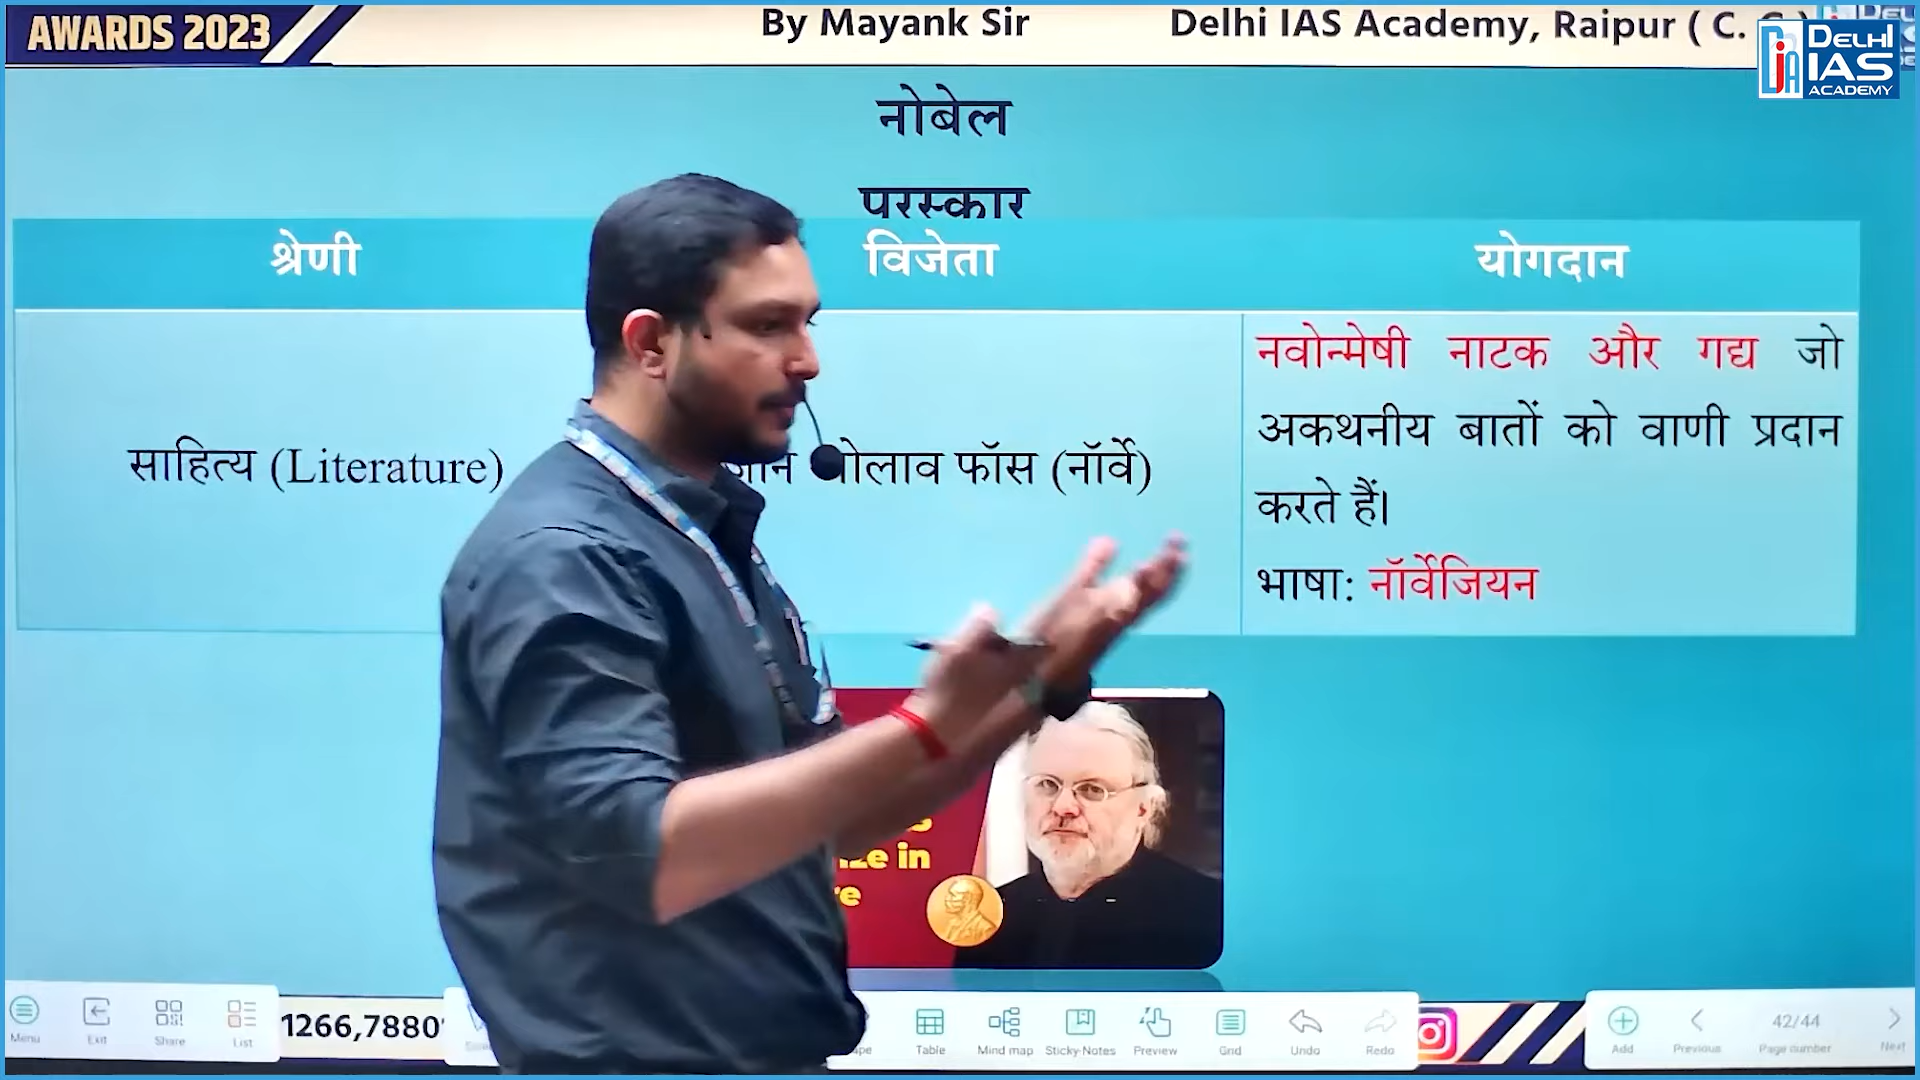 AWARDS 2023
By Mayank Sir
Delhi IAS Academy, Raipur ( C. G.)
DELHI
IAS
ACADEMY
नोबेल
पुरस्कार
श्रेणी
विजेता
योगदान
साहित्य (Literature)
फॉस (नॉर्वे)
नवोन्मेषी नाटक और गद्य जो
अकथनीय बातों को वाणी प्रदान
करते हैं।
भाषा: नॉर्वेजियन
in
Menu
Exit
Share
List
1266,7880
Table
Mind map
Sticky-Notes
Preview
Grid
Undo
Redo
Add
Previous
42/44
Page number
Next